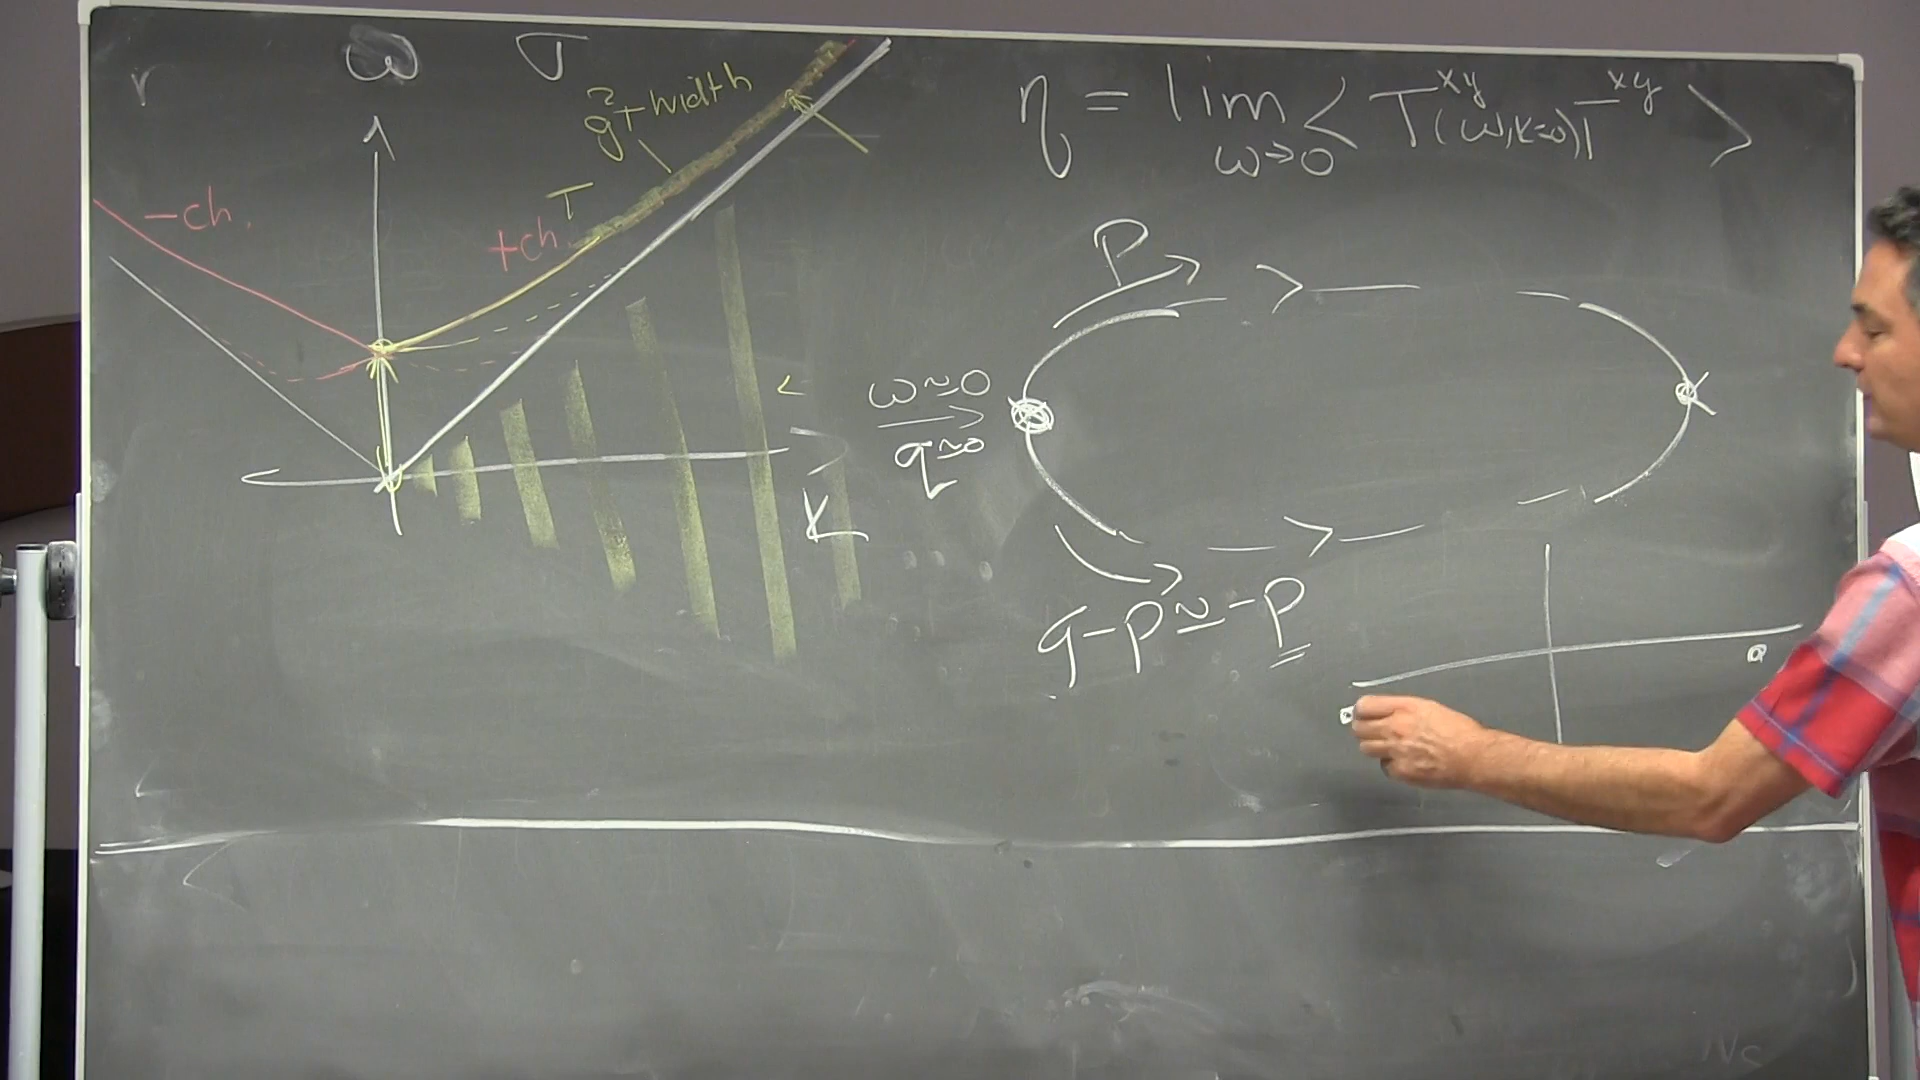 r ω σ
g²T width
η = lim < T^xy(ω,k=0) T^xy >
ω→0
T
-ch.
+ch.
P
ω≃0
q≃0
K
q-p≃-p